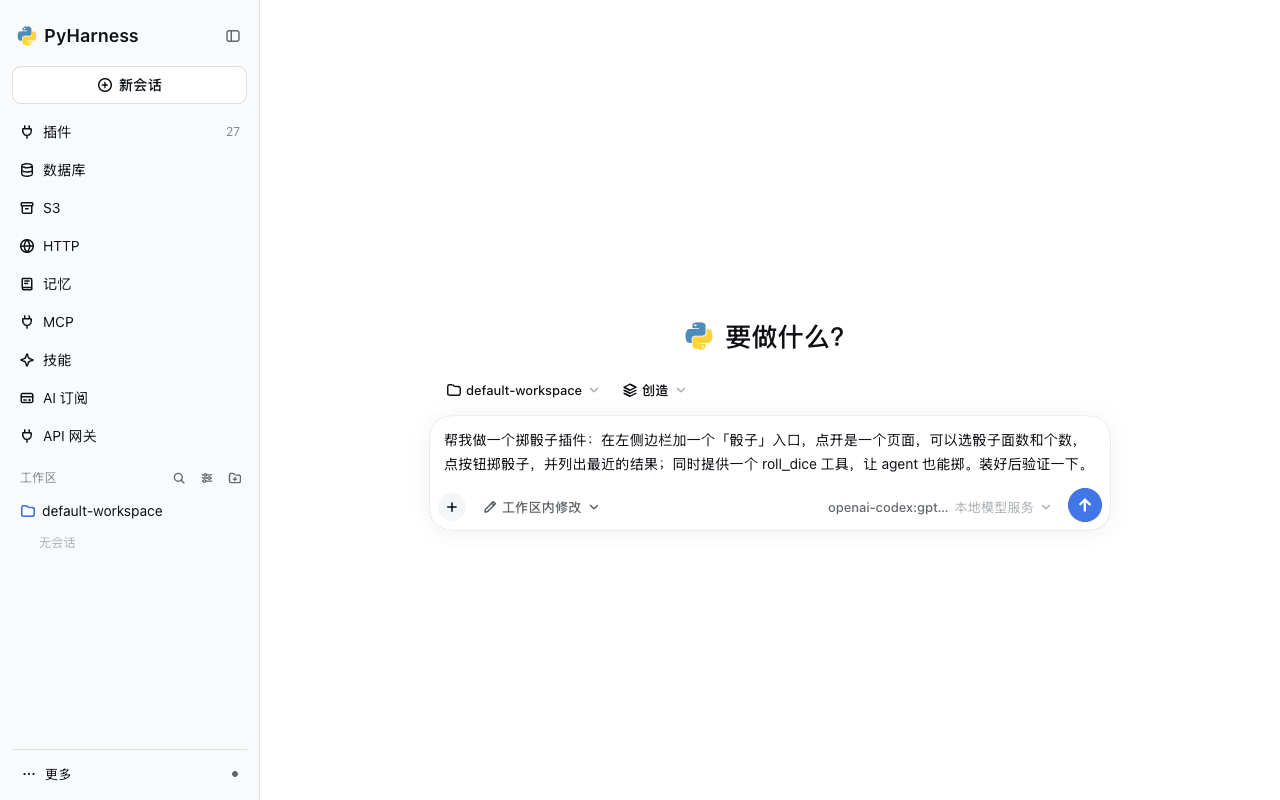 PyHarness
新会话
插件 27
数据库
S3
HTTP
记忆
MCP
技能
AI 订阅
API 网关
工作区
default-workspace
无会话
更多
要做什么?
default-workspace 创造
帮我做一个掷骰子插件：在左侧边栏加一个「骰子」入口，点开是一个页面，可以选骰子面数和个数，
点按钮掷骰子，并列出最近的结果；同时提供一个 roll_dice 工具，让 agent 也能掷。装好后验证一下。
工作区内修改 openai-codex:gpt... 本地模型服务